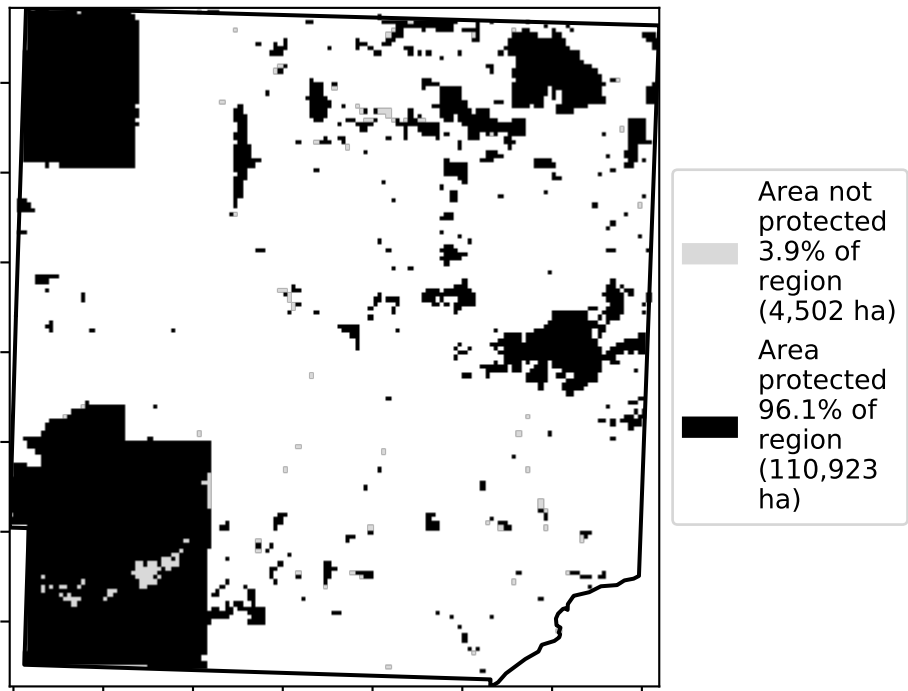 Area not
protected
3.9% of
region
(4,502 ha)
Area
protected
96.1% of
region
(110,923
ha)